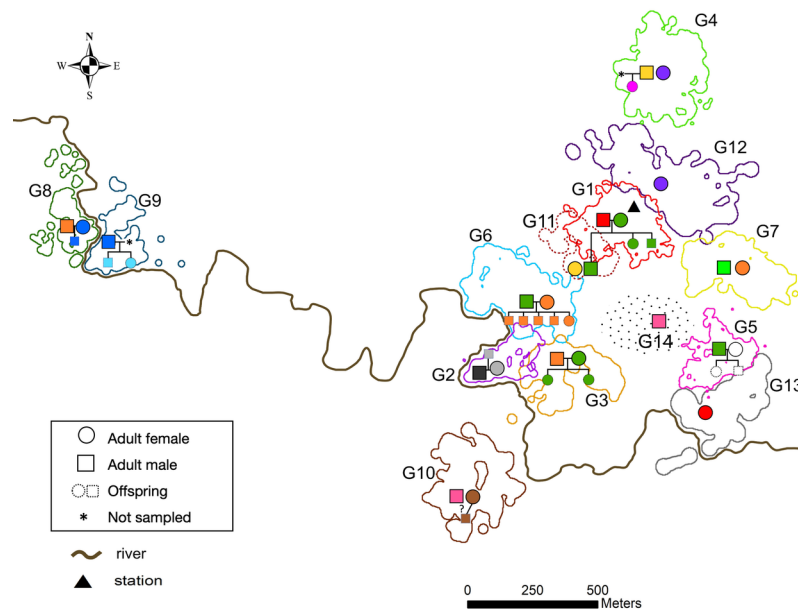 G4
N
W E
S
*
G12
G8
G9
G1
*
G11
G7
G6
G5
G14
G2
G13
G3
G10
?
Adult female
Adult male
Offspring
* Not sampled
river
station
0 250 500
Meters